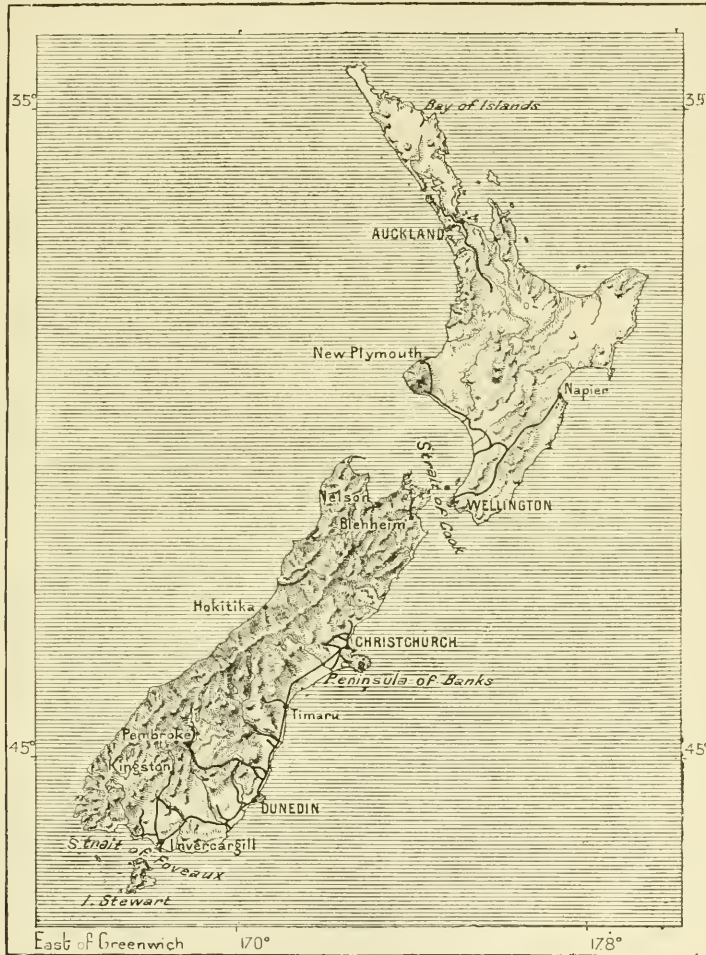 35°
35°
Bay of Islands
AUCKLAND
New Plymouth
Napier
Strait of Cook
Nelson
WELLINGTON
Blenheim
Hokitika
CHRISTCHURCH
Peninsula of Banks
Timaru
Pembroke
45°
45°
Kingston
DUNEDIN
Invercargill
Strait of Foveaux
I. Stewart
East of Greenwich
170°
178°